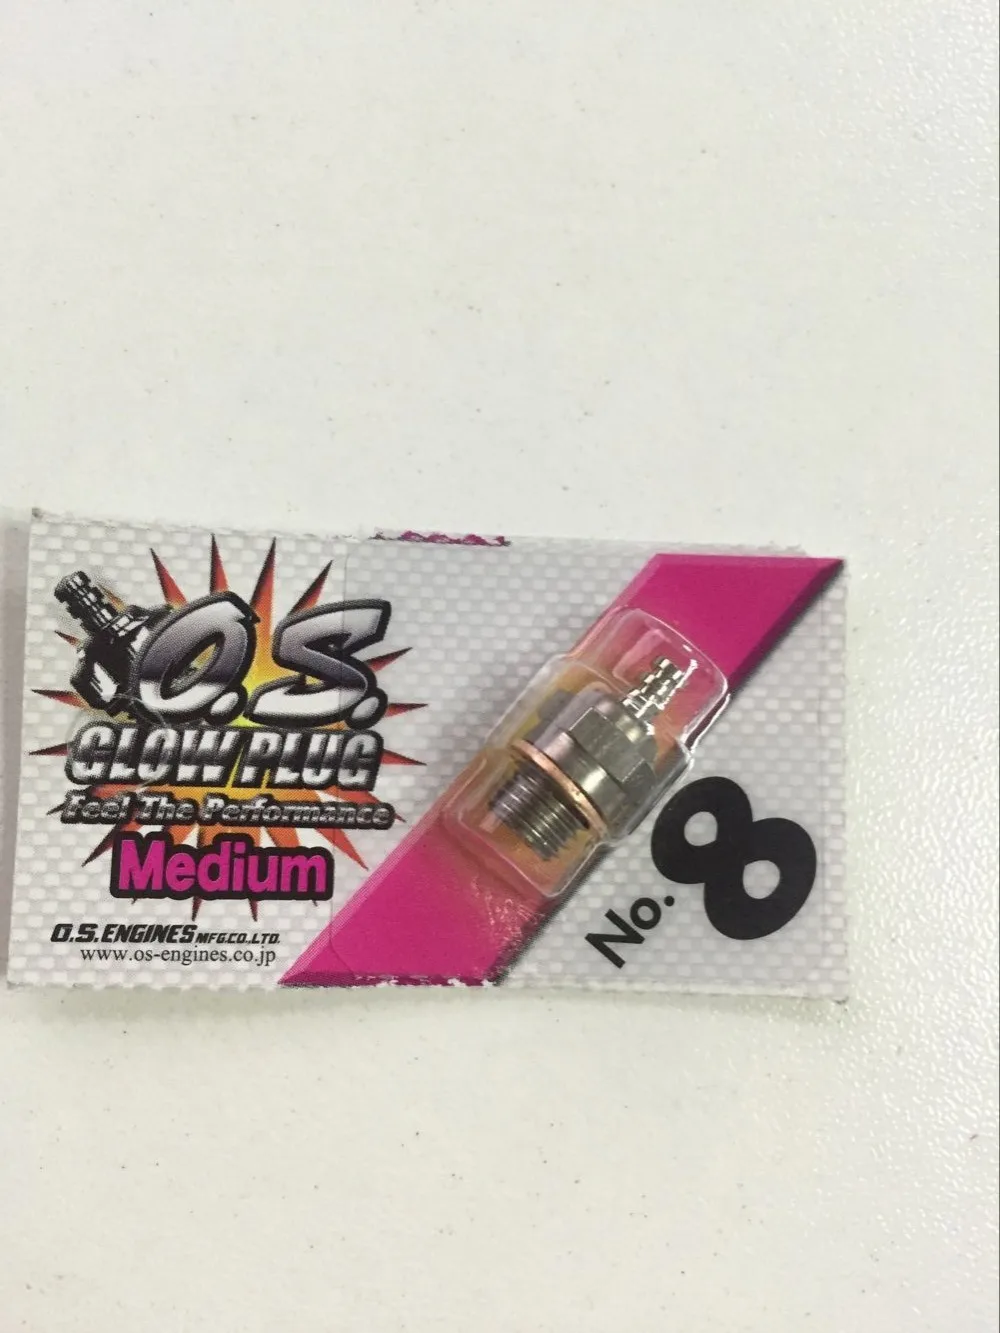 O.S.
GLOW PLUG
Feel The Performance
Medium
O.S. ENGINES MFG.CO.,LTD.
www.os-engines.co.jp
No. 8